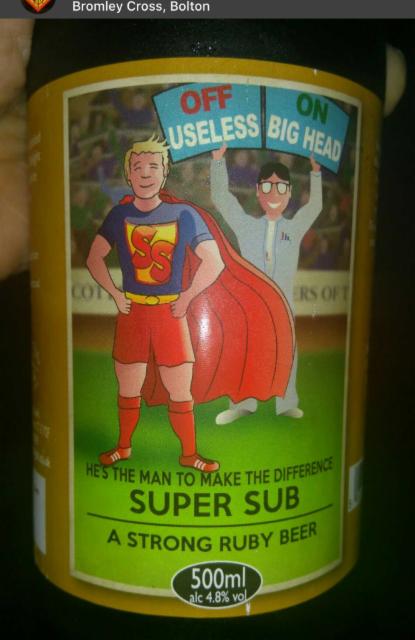 Bromley Cross, Bolton
OFF
USELESS
ON
BIG HEAD
SS
HE'S THE MAN TO MAKE THE DIFFERENCE
SUPER SUB
A STRONG RUBY BEER
500ml
alc 4.8% vol